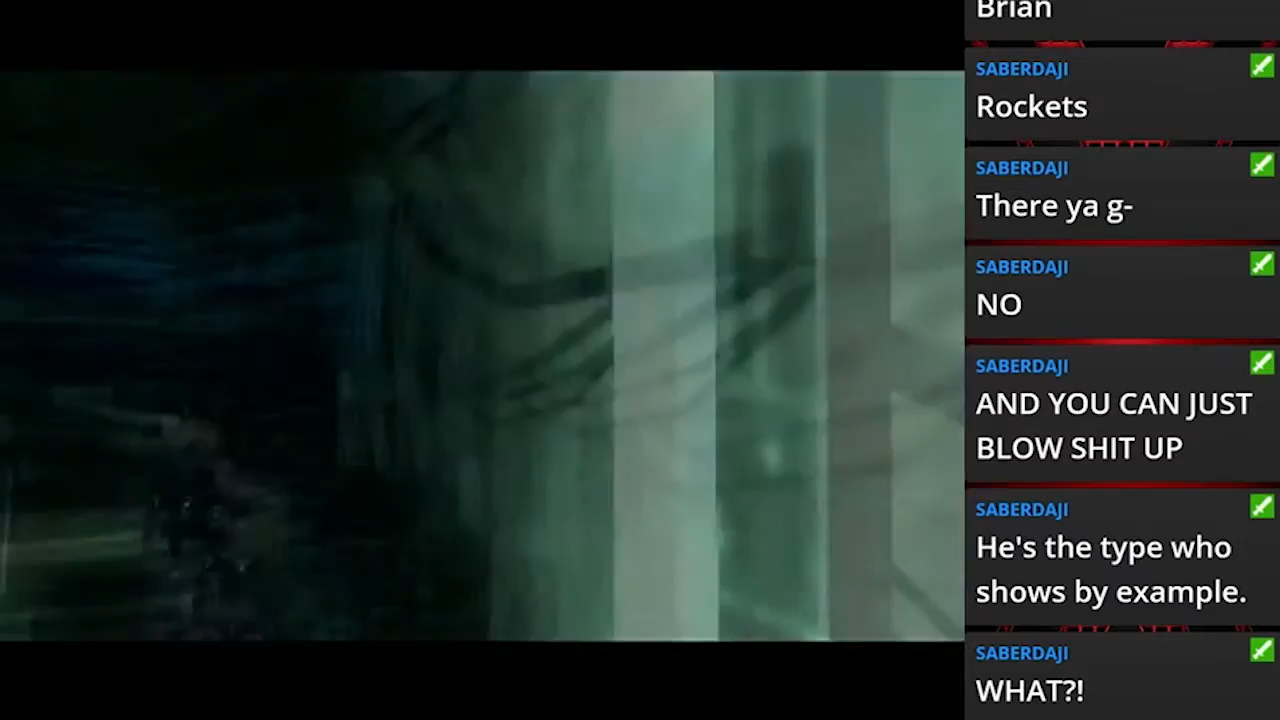 Brian
SABERDAJI
Rockets
SABERDAJI
There ya g-
SABERDAJI
NO
SABERDAJI
AND YOU CAN JUST
BLOW SHIT UP
SABERDAJI
He's the type who
shows by example.
SABERDAJI
WHAT?!